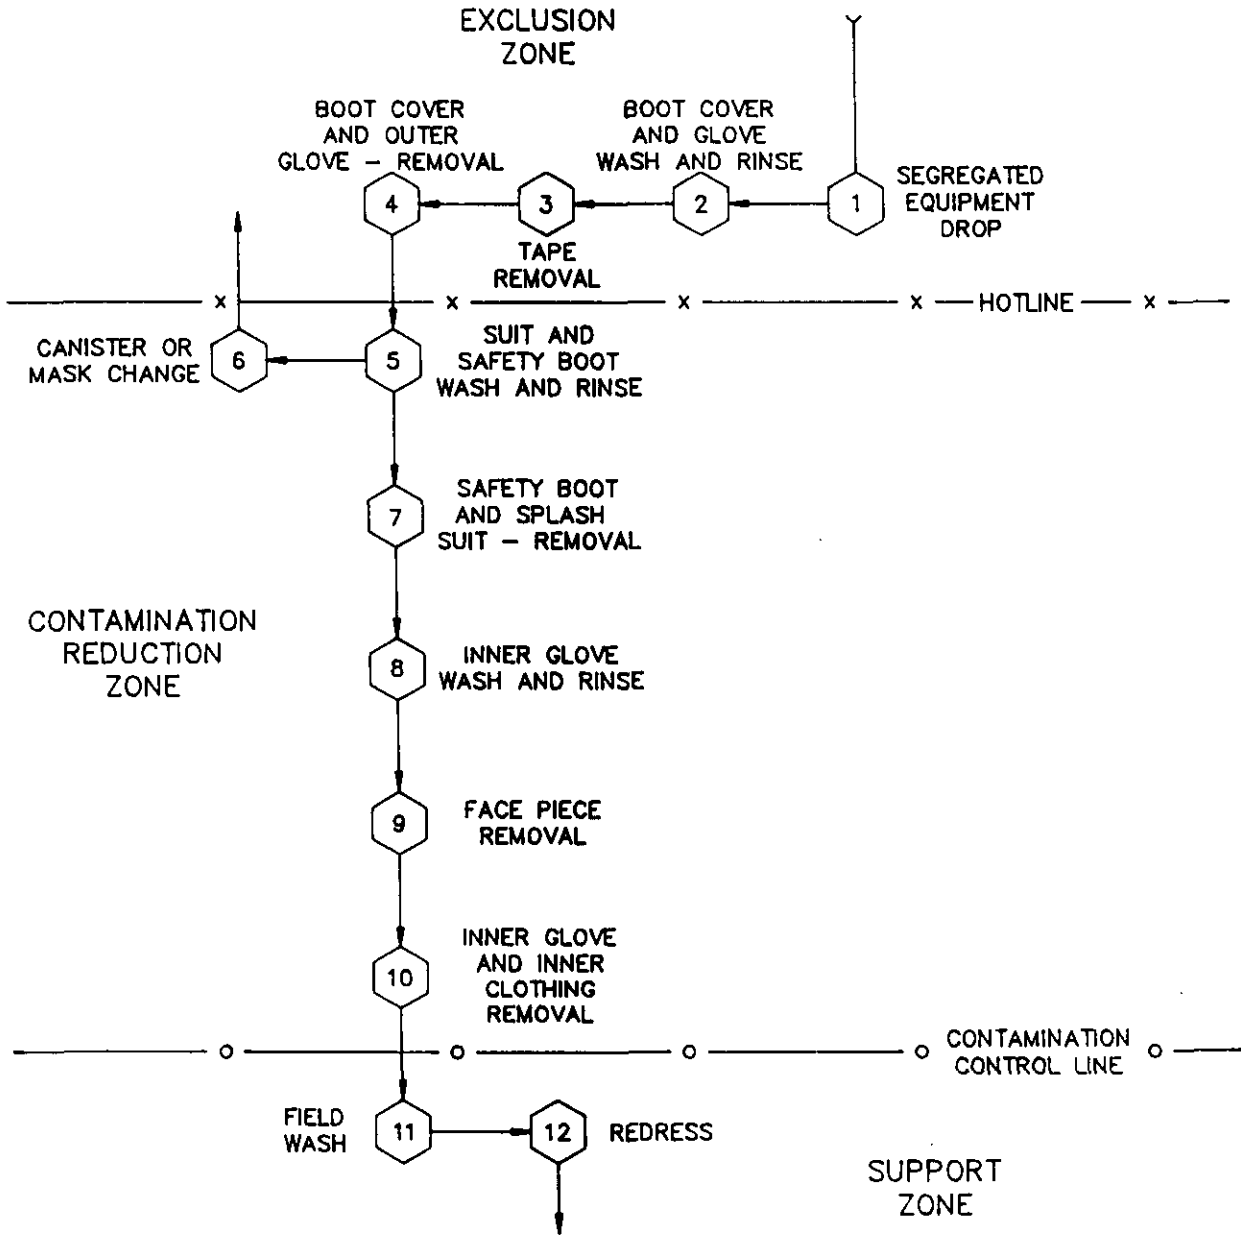 EXCLUSION
ZONE
BOOT COVER
AND OUTER
GLOVE – REMOVAL
BOOT COVER
AND GLOVE
WASH AND RINSE
4
3
2
1
SEGREGATED
EQUIPMENT
DROP
TAPE
REMOVAL
X
X
X
X
HOTLINE
X
CANISTER OR
MASK CHANGE
6
5
SUIT AND
SAFETY BOOT
WASH AND RINSE
7
SAFETY BOOT
AND SPLASH
SUIT – REMOVAL
CONTAMINATION
REDUCTION
ZONE
8
INNER GLOVE
WASH AND RINSE
9
FACE PIECE
REMOVAL
10
INNER GLOVE
AND INNER
CLOTHING
REMOVAL
O
O
O
O
CONTAMINATION
CONTROL LINE
O
FIELD
WASH
11
12
REDRESS
SUPPORT
ZONE